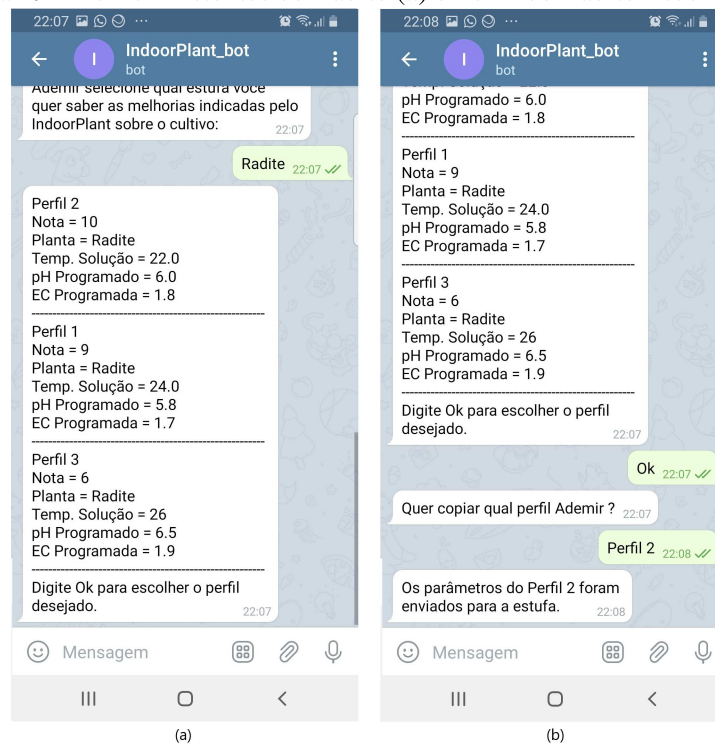 22:07
IndoorPlant_bot
I
bot
Ademir selecione qual estufa você
quer saber as melhorias indicadas pelo
IndoorPlant sobre o cultivo:
22:07
Radite 22:07
Perfil 2
Nota = 10
Planta = Radite
Temp. Solução = 22.0
pH Programado = 6.0
EC Programada = 1.8
--------------------------------------------------
Perfil 1
Nota = 9
Planta = Radite
Temp. Solução = 24.0
pH Programado = 5.8
EC Programada = 1.7
--------------------------------------------------
Perfil 3
Nota = 6
Planta = Radite
Temp. Solução = 26
pH Programado = 6.5
EC Programada = 1.9
--------------------------------------------------
Digite Ok para escolher o perfil
desejado.
22:07
Mensagem
(a)
22:08
IndoorPlant_bot
I
bot
pH Programado = 6.0
EC Programada = 1.8
--------------------------------------------------
Perfil 1
Nota = 9
Planta = Radite
Temp. Solução = 24.0
pH Programado = 5.8
EC Programada = 1.7
--------------------------------------------------
Perfil 3
Nota = 6
Planta = Radite
Temp. Solução = 26
pH Programado = 6.5
EC Programada = 1.9
--------------------------------------------------
Digite Ok para escolher o perfil
desejado.
22:07
Ok 22:07
Quer copiar qual perfil Ademir ? 22:07
Perfil 2 22:08
Os parâmetros do Perfil 2 foram
enviados para a estufa.
22:08
Mensagem
(b)